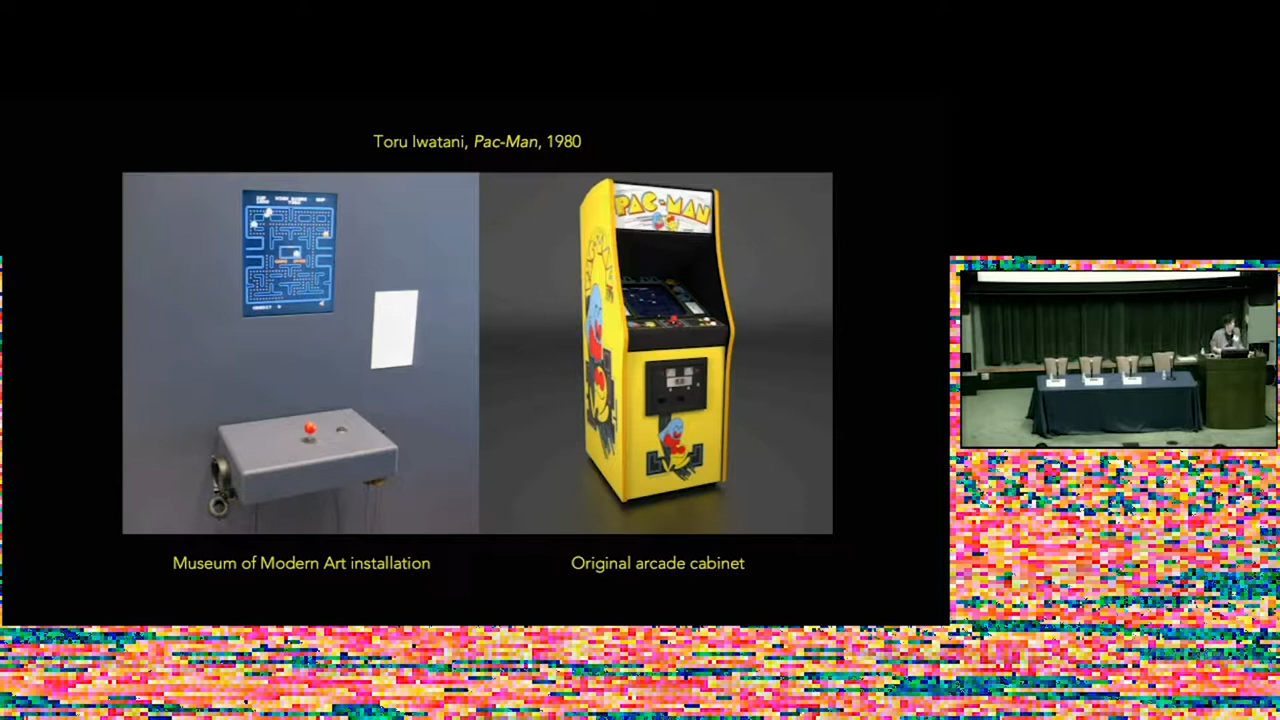 Toru Iwatani, Pac-Man, 1980
PAC-MAN
Museum of Modern Art installation
Original arcade cabinet